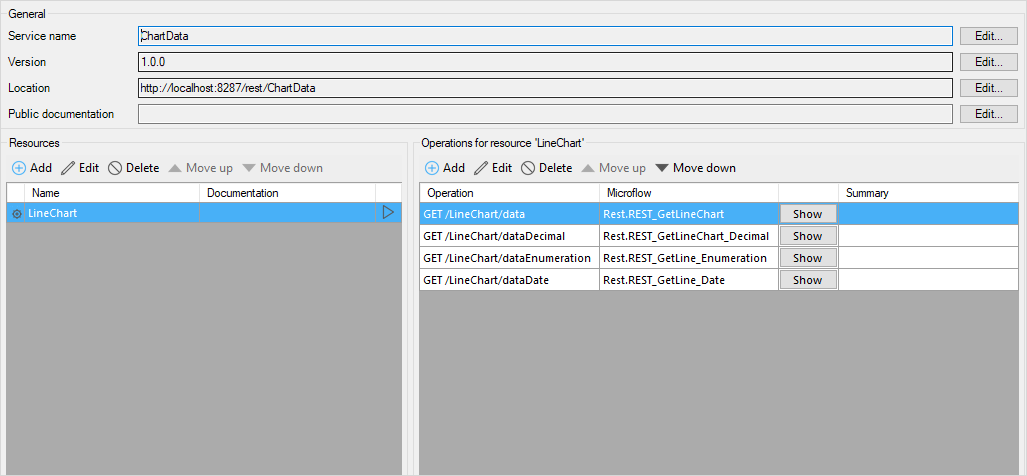 General
Service name ChartData Edit...
Version 1.0.0 Edit...
Location http://localhost:8287/rest/ChartData Edit...
Public documentation Edit...
Resources
Add Edit Delete Move up Move down
Name Documentation
LineChart
Operations for resource 'LineChart'
Add Edit Delete Move up Move down
Operation Microflow Summary
GET /LineChart/data Rest.REST_GetLineChart Show
GET /LineChart/dataDecimal Rest.REST_GetLineChart_Decimal Show
GET /LineChart/dataEnumeration Rest.REST_GetLine_Enumeration Show
GET /LineChart/dataDate Rest.REST_GetLine_Date Show